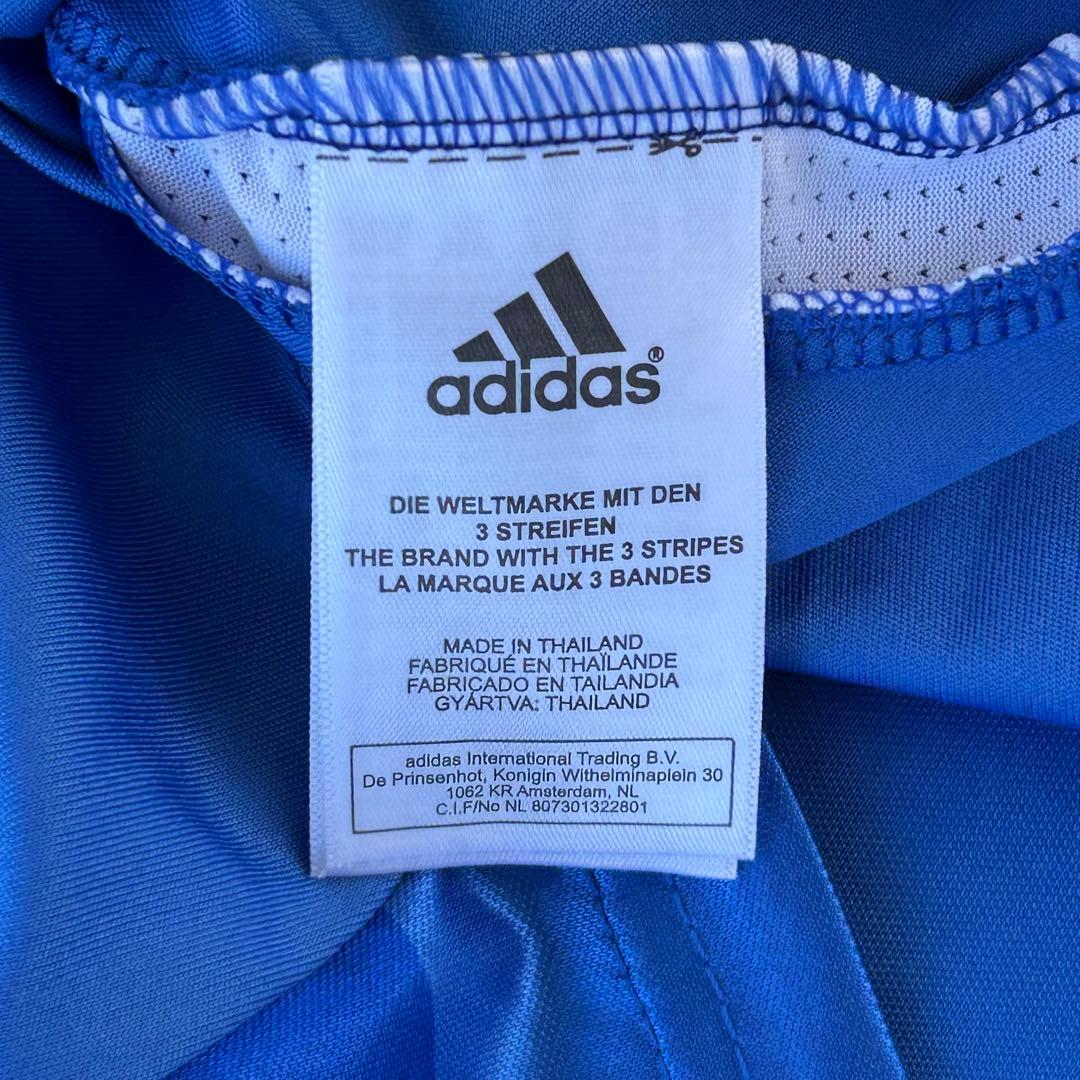 adidas®
DIE WELTMARKE MIT DEN
3 STREIFEN
THE BRAND WITH THE 3 STRIPES
LA MARQUE AUX 3 BANDES
MADE IN THAILAND
FABRIQUÉ EN THAÏLANDE
FABRICADO EN TAILANDIA
GYÁRTVA: THAILAND
adidas International Trading B.V.
De Prinsenhot, Konigin Withelminaplein 30
1062 KR Amsterdam, NL
C.I.F/No NL 807301322801